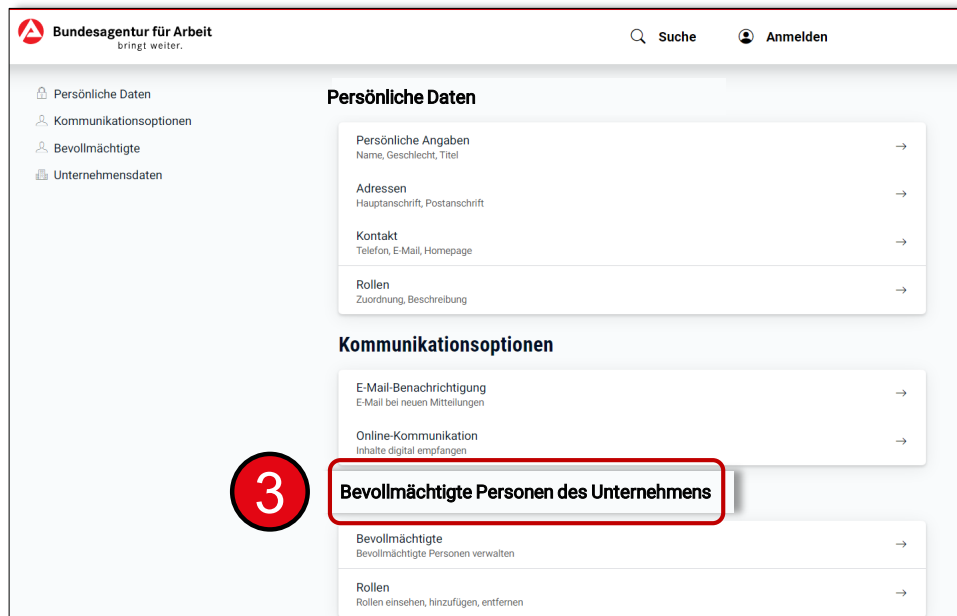 Bundesagentur für Arbeit
bringt weiter.
Suche
Anmelden
Persönliche Daten
Kommunikationsoptionen
Bevollmächtigte
Unternehmensdaten
Persönliche Daten
Persönliche Angaben
Name, Geschlecht, Titel
Adressen
Hauptanschrift, Postanschrift
Kontakt
Telefon, E-Mail, Homepage
Rollen
Zuordnung, Beschreibung
Kommunikationsoptionen
E-Mail-Benachrichtigung
E-Mail bei neuen Mitteilungen
Online-Kommunikation
Inhalte digital empfangen
3
Bevollmächtigte Personen des Unternehmens
Bevollmächtigte
Bevollmächtigte Personen verwalten
Rollen
Rollen einsehen, hinzufügen, entfernen